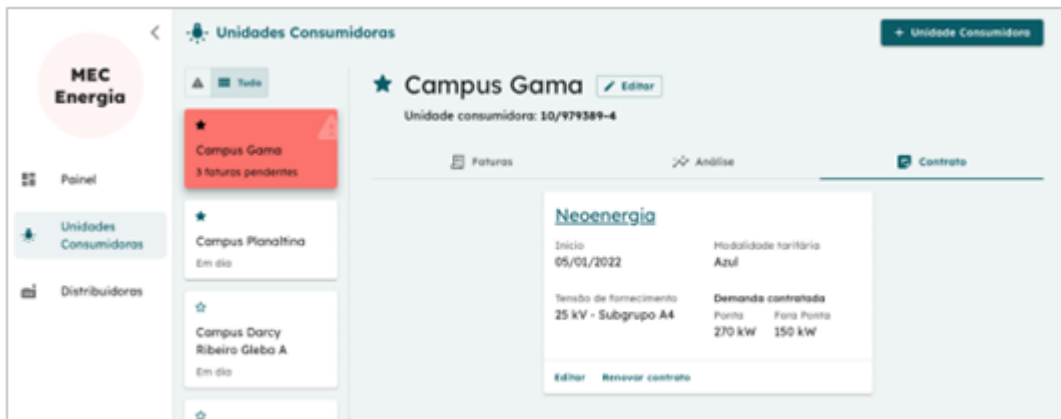 MEC
Energia
Painel
Unidades
Consumidoras
Distribuidoras
Unidades Consumidoras
+ Unidade Consumidora
Tudo
Campus Gama
3 faturas pendentes
Campus Planaltina
Em dia
Campus Darcy
Ribeiro Gleba A
Em dia
Campus Gama
Editar
Unidade consumidora: 10/979389-4
Faturas
Análise
Contrato
Neoenergia
Início
05/01/2022
Modalidade tarifária
Azul
Tensão de fornecimento
25 kV - Subgrupo A4
Demanda contratada
Ponta Fora Ponta
270 kW 150 kW
Editar Renovar contrato